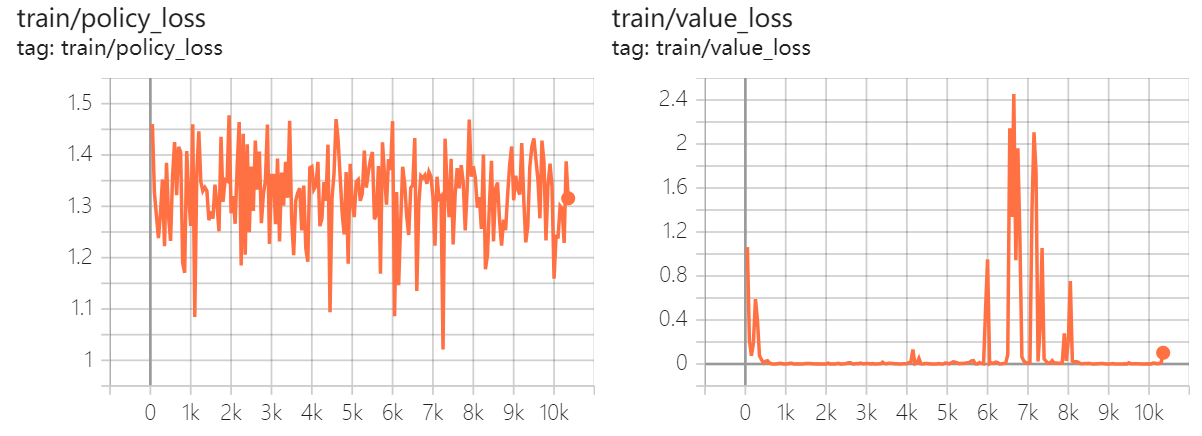 train/policy_loss
tag: train/policy_loss
1.5
1.4
1.3
1.2
1.1
1
0 1k 2k 3k 4k 5k 6k 7k 8k 9k 10k
train/value_loss
tag: train/value_loss
2.4
2
1.6
1.2
0.8
0.4
0
0 1k 2k 3k 4k 5k 6k 7k 8k 9k 10k